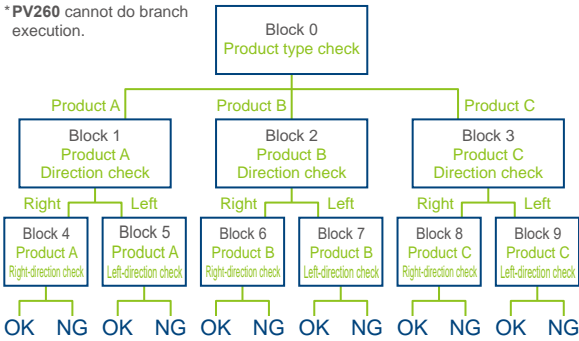 * PV260 cannot do branch
execution.
Block 0
Product type check
Product A
Product B
Product C
Block 1
Product A
Direction check
Block 2
Product B
Direction check
Block 3
Product C
Direction check
Right
Left
Right
Left
Right
Left
Block 4
Product A
Right-direction check
Block 5
Product A
Left-direction check
Block 6
Product B
Right-direction check
Block 7
Product B
Left-direction check
Block 8
Product C
Right-direction check
Block 9
Product C
Left-direction check
OK NG OK NG OK NG OK NG OK NG OK NG